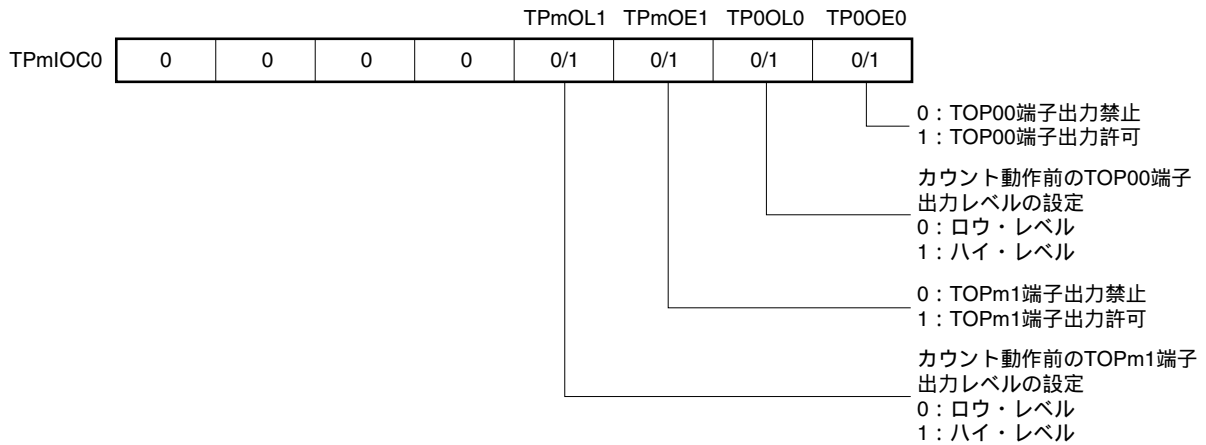 TPmOL1 TPmOE1 TP0OL0 TP0OE0
TPmIOC0 0 0 0 0 0/1 0/1 0/1 0/1
0：TOP00端子出力禁止
1：TOP00端子出力許可
カウント動作前のTOP00端子
出力レベルの設定
0：ロウ・レベル
1：ハイ・レベル
0：TOPm1端子出力禁止
1：TOPm1端子出力許可
カウント動作前のTOPm1端子
出力レベルの設定
0：ロウ・レベル
1：ハイ・レベル